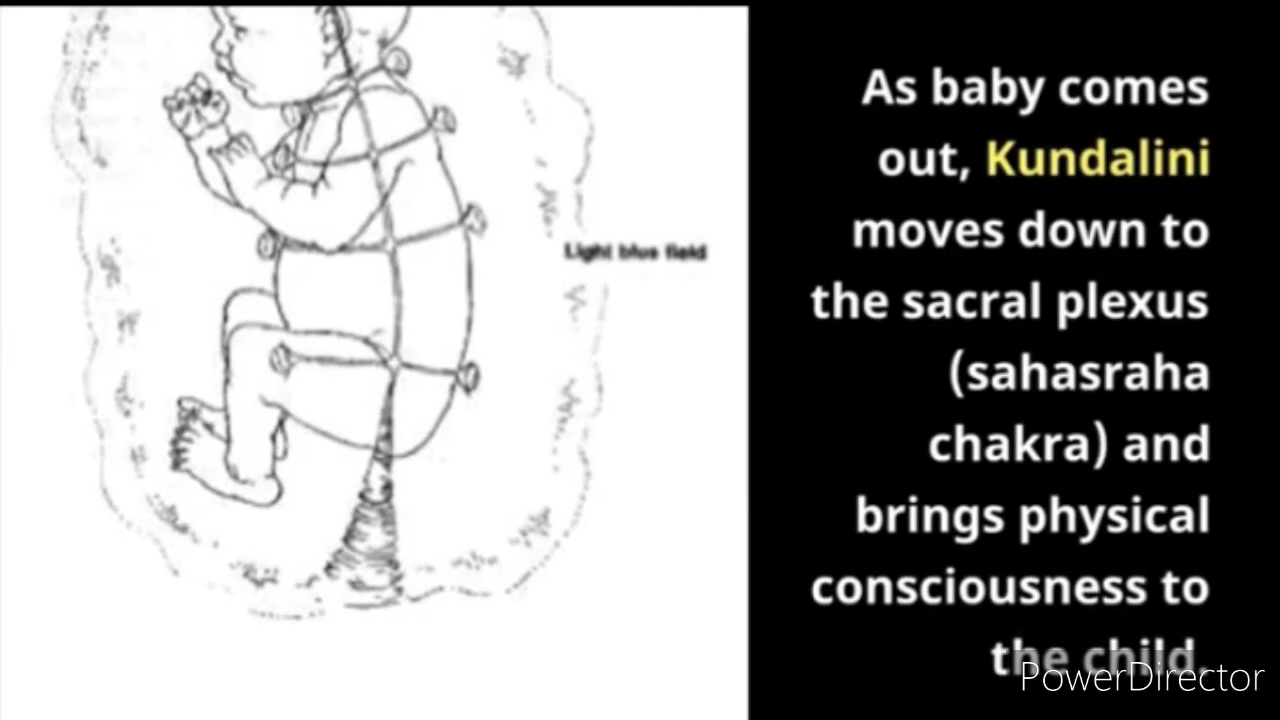 Light blue field
As baby comes
out, Kundalini
moves down to
the sacral plexus
(sahasraha
chakra) and
brings physical
consciousness to
the child.
PowerDirector